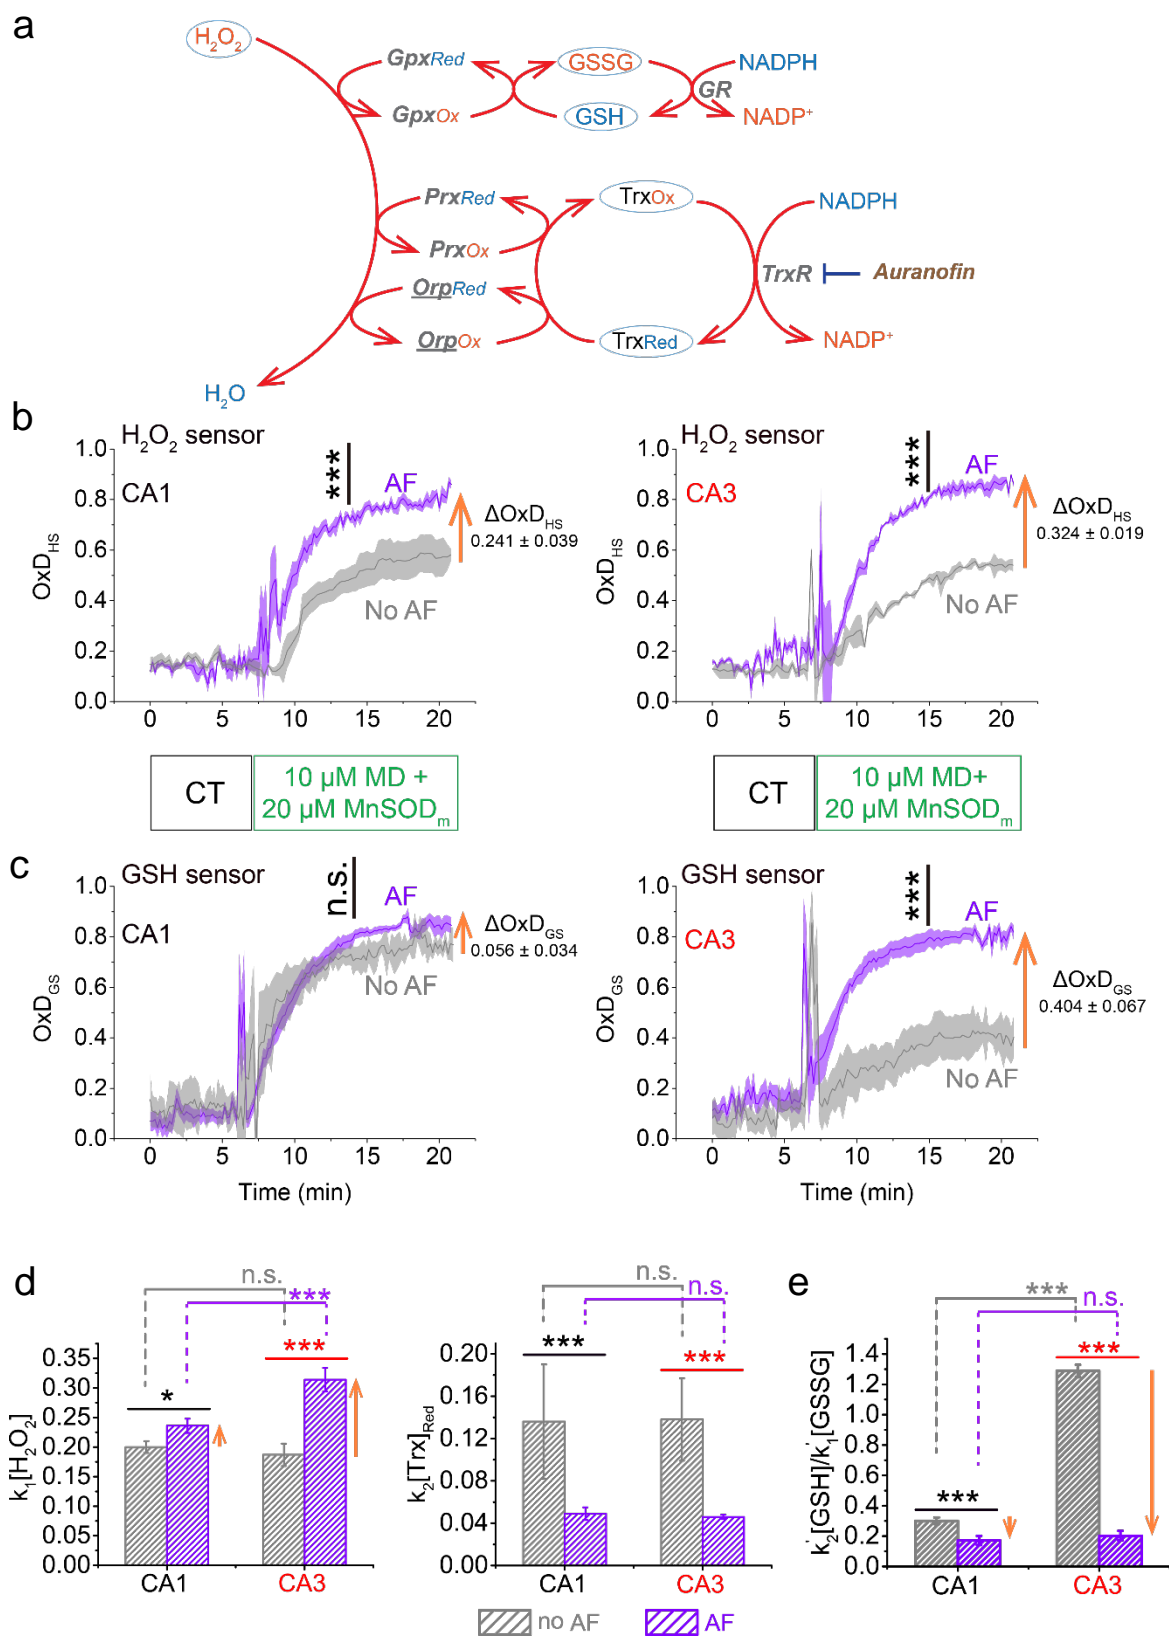 a
H2O2
GpxRed
GSSG
NADPH
GR
GpxOx
GSH
NADP+
PrxRed
TrxOx
NADPH
PrxOx
TrxR
Auranofin
OrpRed
OrpOx
TrxRed
NADP+
H2O
b
H2O2 sensor
CA1
OxDHS
1.0
0.8
0.6
0.4
0.2
0.0
***
AF
No AF
ΔOxDHS
0.241 ± 0.039
0 5 10 15 20
H2O2 sensor
CA3
OxDHS
1.0
0.8
0.6
0.4
0.2
0.0
***
AF
No AF
ΔOxDHS
0.324 ± 0.019
0 5 10 15 20
CT
10 µM MD +
20 µM MnSODm
CT
10 µM MD+
20 µM MnSODm
c
GSH sensor
CA1
OxDGS
1.0
0.8
0.6
0.4
0.2
0.0
n.s.
AF
No AF
ΔOxDGS
0.056 ± 0.034
0 5 10 15 20
Time (min)
GSH sensor
CA3
OxDGS
1.0
0.8
0.6
0.4
0.2
0.0
***
AF
No AF
ΔOxDGS
0.404 ± 0.067
0 5 10 15 20
Time (min)
d
n.s.
***
***
*
k1[H2O2]
0.35
0.30
0.25
0.20
0.15
0.10
0.05
0.00
CA1 CA3
n.s.
n.s.
***
***
k2[Trx]Red
0.20
0.16
0.12
0.08
0.04
0.00
CA1 CA3
e
***
n.s.
***
***
k'2[GSH]/k'1[GSSG]
1.4
1.2
1.0
0.8
0.6
0.4
0.2
0.0
CA1 CA3
no AF AF